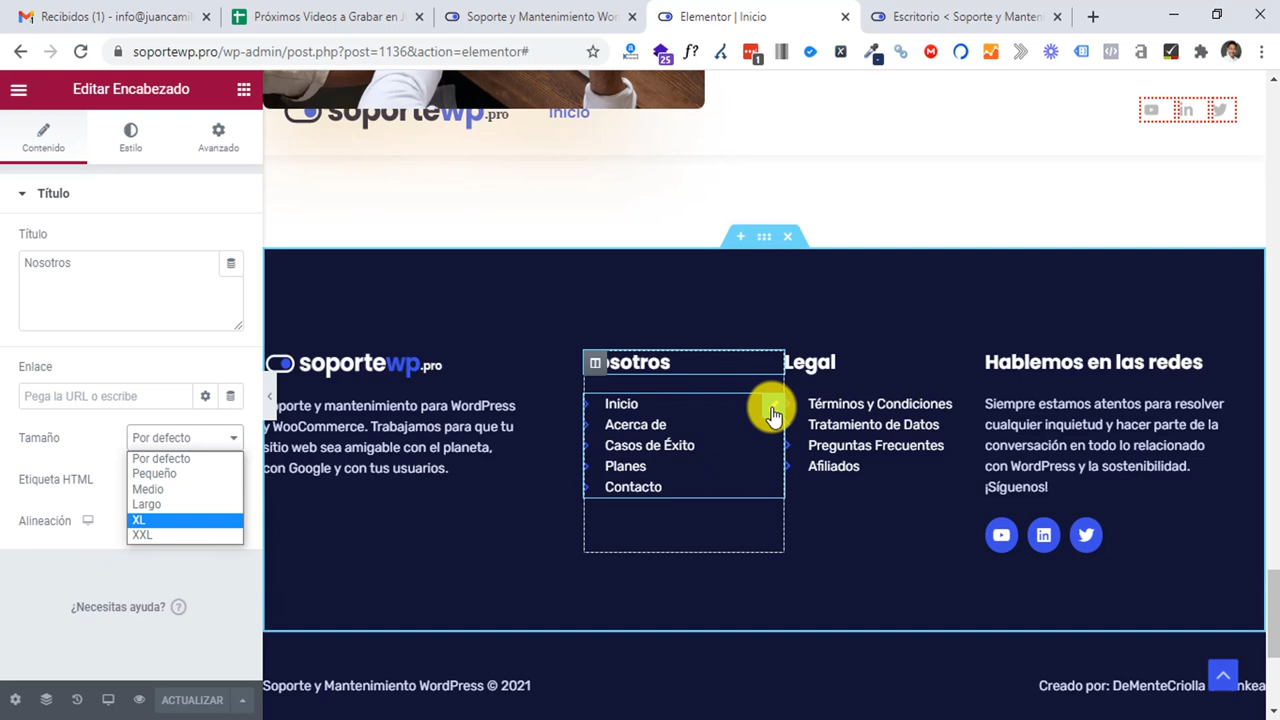 Recibidos (1) - info@juancamil
Próximos Videos a Grabar en J
Soporte y Mantenimiento Wor
Elementor | Inicio
Escritorio < Soporte y Manteni
soportewp.pro/wp-admin/post.php?post=1136&action=elementor#
25
1
Editar Encabezado
Contenido
Estilo
Avanzado
Título
Título
Nosotros
Enlace
Pega la URL o escribe
Tamaño
Por defecto
Por defecto
Pequeño
Medio
Largo
XL
XXL
Etiqueta HTML
Alineación
¿Necesitas ayuda?
ACTUALIZAR
soportewp.pro
Inicio
soportewp.pro
oporte y mantenimiento para WordPress
y WooCommerce. Trabajamos para que tu
sitio web sea amigable con el planeta,
con Google y con tus usuarios.
osotros
Inicio
Acerca de
Casos de Éxito
Planes
Contacto
Legal
Términos y Condiciones
Tratamiento de Datos
Preguntas Frecuentes
Afiliados
Hablemos en las redes
Siempre estamos atentos para resolver
cualquier inquietud y hacer parte de la
conversación en todo lo relacionado
con WordPress y la sostenibilidad.
¡Síguenos!
Soporte y Mantenimiento WordPress © 2021
Creado por: DeMenteCriolla